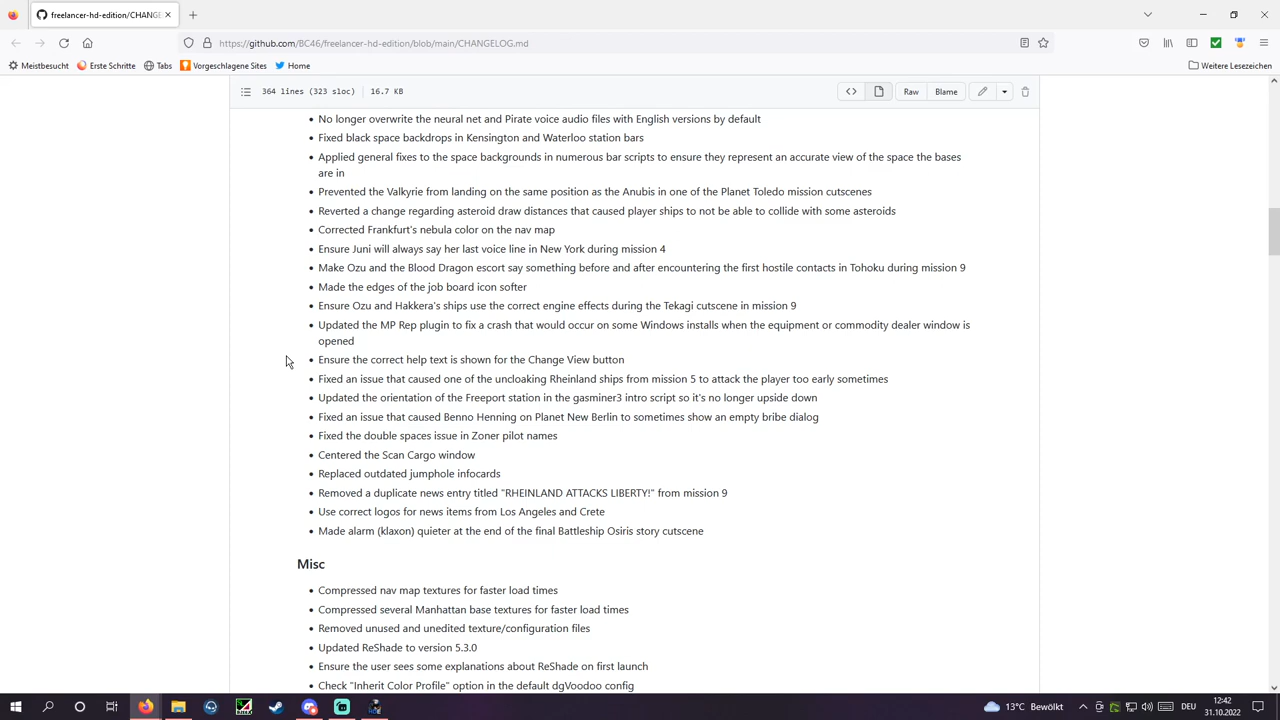 freelancer-hd-edition/CHANGEL
https://github.com/BC46/freelancer-hd-edition/blob/main/CHANGELOG.md
Meistbesucht Erste Schritte Tabs Vorgeschlagene Sites Home Weitere Lesezeichen
364 lines (323 sloc) 16.7 KB Raw Blame
No longer overwrite the neural net and Pirate voice audio files with English versions by default
Fixed black space backdrops in Kensington and Waterloo station bars
Applied general fixes to the space backgrounds in numerous bar scripts to ensure they represent an accurate view of the space the bases
are in
Prevented the Valkyrie from landing on the same position as the Anubis in one of the Planet Toledo mission cutscenes
Reverted a change regarding asteroid draw distances that caused player ships to not be able to collide with some asteroids
Corrected Frankfurt's nebula color on the nav map
Ensure Juni will always say her last voice line in New York during mission 4
Make Ozu and the Blood Dragon escort say something before and after encountering the first hostile contacts in Tohoku during mission 9
Made the edges of the job board icon softer
Ensure Ozu and Hakkera's ships use the correct engine effects during the Tekagi cutscene in mission 9
Updated the MP Rep plugin to fix a crash that would occur on some Windows installs when the equipment or commodity dealer window is
opened
Ensure the correct help text is shown for the Change View button
Fixed an issue that caused one of the uncloaking Rheinland ships from mission 5 to attack the player too early sometimes
Updated the orientation of the Freeport station in the gasminer3 intro script so it's no longer upside down
Fixed an issue that caused Benno Henning on Planet New Berlin to sometimes show an empty bribe dialog
Fixed the double spaces issue in Zoner pilot names
Centered the Scan Cargo window
Replaced outdated jumphole infocards
Removed a duplicate news entry titled "RHEINLAND ATTACKS LIBERTY!" from mission 9
Use correct logos for news items from Los Angeles and Crete
Made alarm (klaxon) quieter at the end of the final Battleship Osiris story cutscene
Misc
Compressed nav map textures for faster load times
Compressed several Manhattan base textures for faster load times
Removed unused and unedited texture/configuration files
Updated ReShade to version 5.3.0
Ensure the user sees some explanations about ReShade on first launch
Check "Inherit Color Profile" option in the default dgVoodoo config
13°C Bewölkt DEU 12:42
31.10.2022